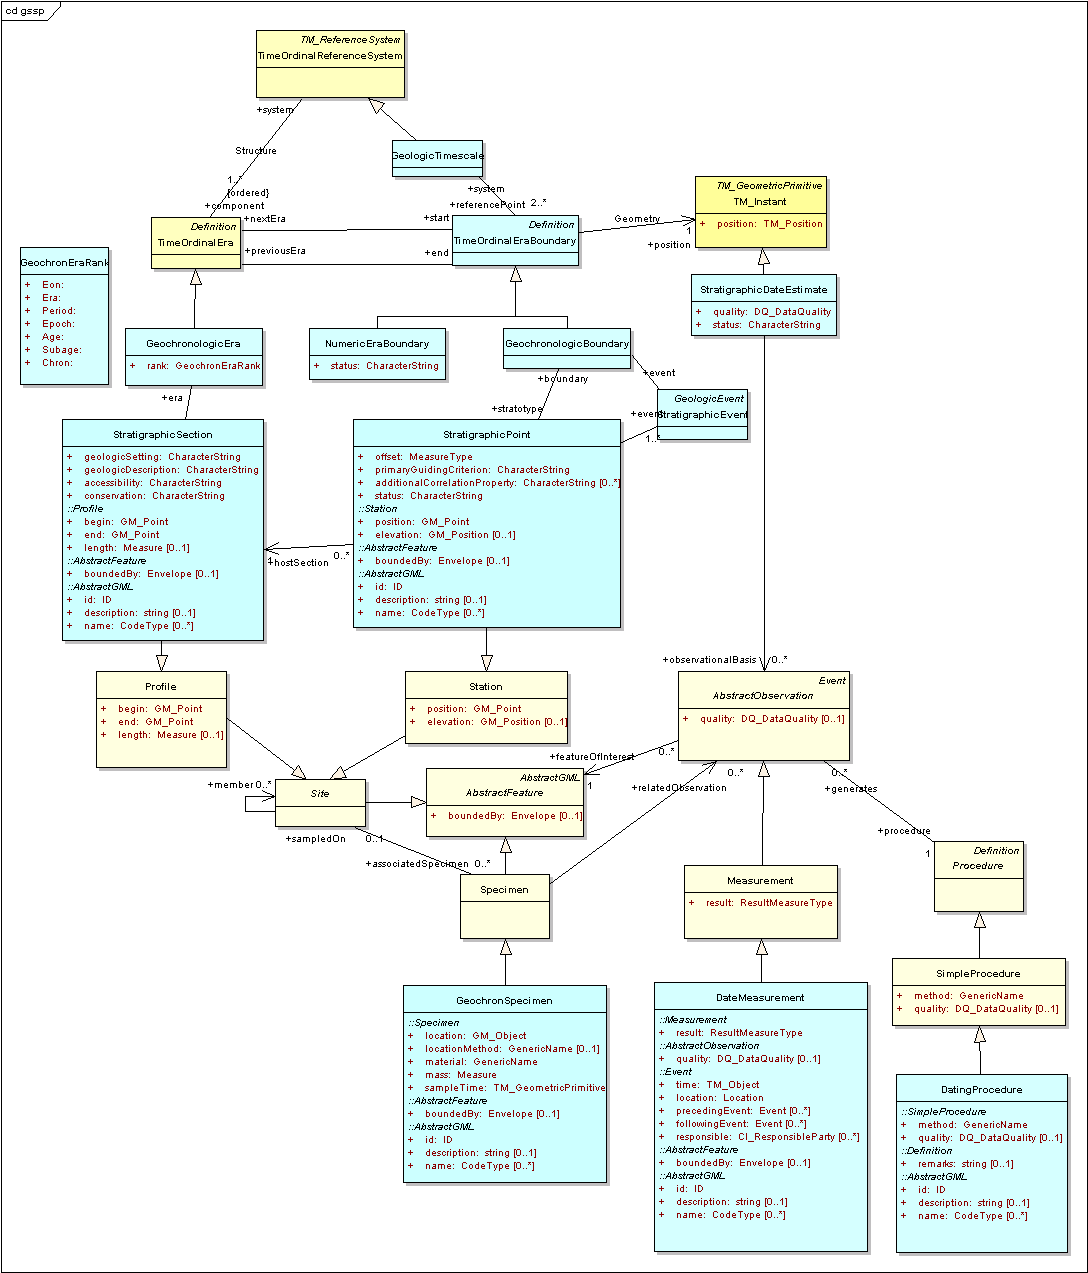 cd gssp
TM_ReferenceSystem
TimeOrdinalReferenceSystem
+system
Structure
1..*
{ordered}
+component
GeologicTimescale
+system
+referencePoint 2..*
TM_GeometricPrimitive
TM_Instant
+ position: TM_Position
Definition
TimeOrdinalEra
+nextEra
+previousEra
+start
+end
Definition
TimeOrdinalEraBoundary
Geometry
1
+position
GeochronEraRank
+ Eon:
+ Era:
+ Period:
+ Epoch:
+ Age:
+ Subage:
+ Chron:
StratigraphicDateEstimate
+ quality: DQ_DataQuality
+ status: CharacterString
GeochronologicEra
+ rank: GeochronEraRank
NumericEraBoundary
+ status: CharacterString
GeochronologicBoundary
+event
+boundary
+era
+stratotype
GeologicEvent
StratigraphicEvent
+event
1..*
StratigraphicSection
+ geologicSetting: CharacterString
+ geologicDescription: CharacterString
+ accessibility: CharacterString
+ conservation: CharacterString
::Profile
+ begin: GM_Point
+ end: GM_Point
+ length: Measure [0..1]
::AbstractFeature
+ boundedBy: Envelope [0..1]
::AbstractGML
+ id: ID
+ description: string [0..1]
+ name: CodeType [0..*]
StratigraphicPoint
+ offset: MeasureType
+ primaryGuidingCriterion: CharacterString
+ additionalCorrelationProperty: CharacterString [0..*]
+ status: CharacterString
::Station
+ position: GM_Point
+ elevation: GM_Position [0..1]
::AbstractFeature
+ boundedBy: Envelope [0..1]
::AbstractGML
+ id: ID
+ description: string [0..1]
+ name: CodeType [0..*]
0..*
1
+hostSection
Profile
+ begin: GM_Point
+ end: GM_Point
+ length: Measure [0..1]
Station
+ position: GM_Point
+ elevation: GM_Position [0..1]
+observationalBasis 0..*
Event
AbstractObservation
+ quality: DQ_DataQuality [0..1]
+featureOfInterest
0..*
1
+member 0..*
Site
AbstractGML
AbstractFeature
+ boundedBy: Envelope [0..1]
+relatedObservation
0..*
0..*
+generates
+procedure
1
+sampledOn
0..1
+associatedSpecimen 0..*
Specimen
Measurement
+ result: ResultMeasureType
Definition
Procedure
SimpleProcedure
+ method: GenericName
+ quality: DQ_DataQuality [0..1]
GeochronSpecimen
::Specimen
+ location: GM_Object
+ locationMethod: GenericName [0..1]
+ material: GenericName
+ mass: Measure
+ sampleTime: TM_GeometricPrimitive
::AbstractFeature
+ boundedBy: Envelope [0..1]
::AbstractGML
+ id: ID
+ description: string [0..1]
+ name: CodeType [0..*]
DateMeasurement
::Measurement
+ result: ResultMeasureType
::AbstractObservation
+ quality: DQ_DataQuality [0..1]
::Event
+ time: TM_Object
+ location: Location
+ precedingEvent: Event [0..*]
+ followingEvent: Event [0..*]
+ responsible: CI_ResponsibleParty [0..*]
::AbstractFeature
+ boundedBy: Envelope [0..1]
::AbstractGML
+ id: ID
+ description: string [0..1]
+ name: CodeType [0..*]
DatingProcedure
::SimpleProcedure
+ method: GenericName
+ quality: DQ_DataQuality [0..1]
::Definition
+ remarks: string [0..1]
::AbstractGML
+ id: ID
+ description: string [0..1]
+ name: CodeType [0..*]